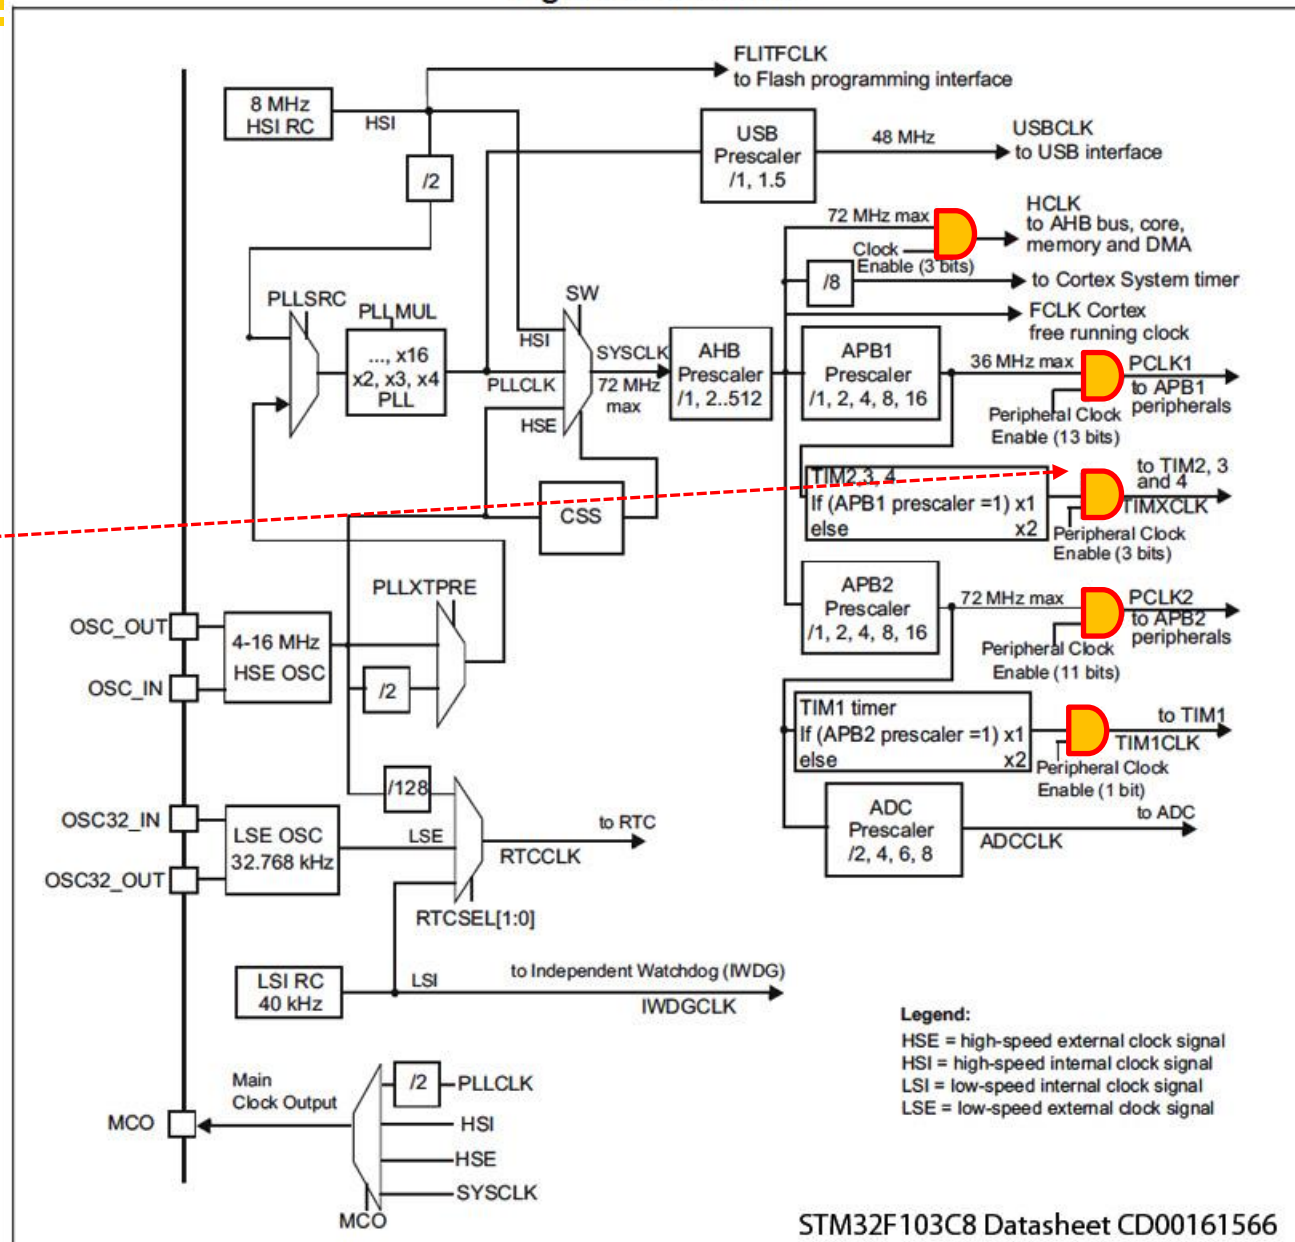 FLITFCLK
to Flash programming interface
8 MHz
HSI RC
HSI
/2
USB
Prescaler
/1, 1.5
48 MHz
USBCLK
to USB interface
72 MHz max
Clock
Enable (3 bits)
HCLK
to AHB bus, core,
memory and DMA
/8
to Cortex System timer
FCLK Cortex
free running clock
PLLSRC
PLLMUL
..., x16
x2, x3, x4
PLL
SW
HSI
PLLCLK
HSE
SYSCLK
72 MHz
max
AHB
Prescaler
/1, 2..512
APB1
Prescaler
/1, 2, 4, 8, 16
36 MHz max
PCLK1
to APB1
peripherals
Peripheral Clock
Enable (13 bits)
TIM2,3, 4
If (APB1 prescaler =1) x1
else x2
to TIM2, 3
and 4
TIMXCLK
Peripheral Clock
Enable (3 bits)
CSS
PLLXTPRE
OSC_OUT
OSC_IN
4-16 MHz
HSE OSC
/2
APB2
Prescaler
/1, 2, 4, 8, 16
72 MHz max
PCLK2
to APB2
peripherals
Peripheral Clock
Enable (11 bits)
TIM1 timer
If (APB2 prescaler =1) x1
else x2
to TIM1
TIM1CLK
Peripheral Clock
Enable (1 bit)
/128
OSC32_IN
OSC32_OUT
LSE OSC
32.768 kHz
LSE
to RTC
RTCCLK
RTCSEL[1:0]
ADC
Prescaler
/2, 4, 6, 8
to ADC
ADCCLK
LSI RC
40 kHz
LSI
to Independent Watchdog (IWDG)
IWDGCLK
Legend:
HSE = high-speed external clock signal
HSI = high-speed internal clock signal
LSI = low-speed internal clock signal
LSE = low-speed external clock signal
Main
Clock Output
MCO
/2
PLLCLK
HSI
HSE
SYSCLK
MCO
STM32F103C8 Datasheet CD00161566